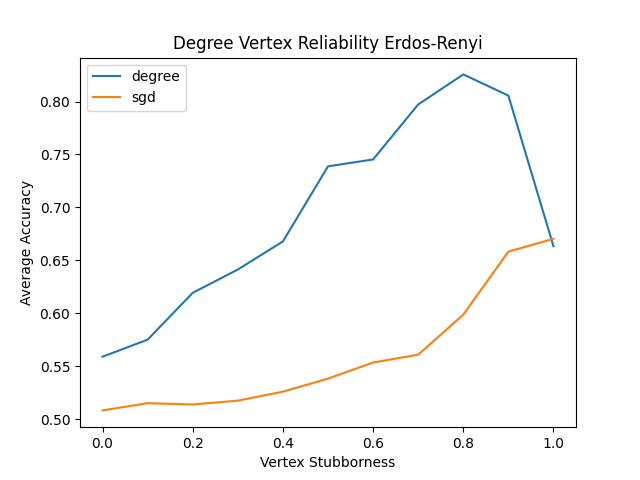 Degree Vertex Reliability Erdos-Renyi
degree
sgd
Average Accuracy
0.80
0.75
0.70
0.65
0.60
0.55
0.50
0.0 0.2 0.4 0.6 0.8 1.0
Vertex Stubborness